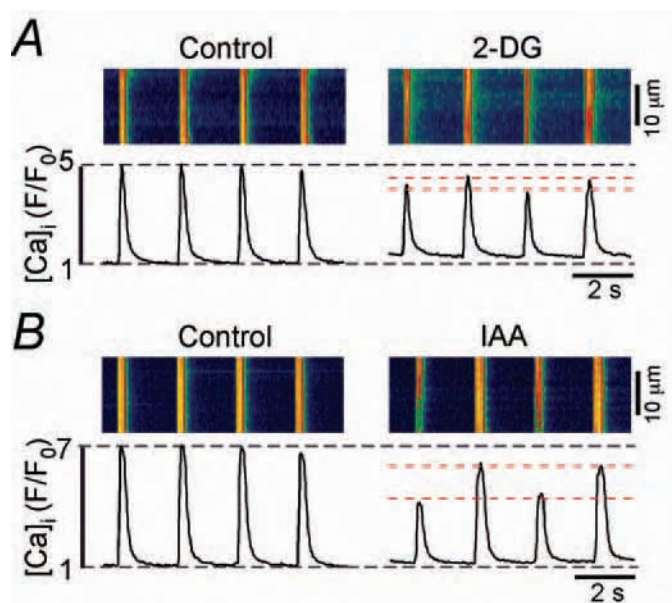 A
Control
2-DG
10 µm
[Ca]i (F/F0)
5
1
2 s
B
Control
IAA
10 µm
[Ca]i (F/F0)
7
1
2 s